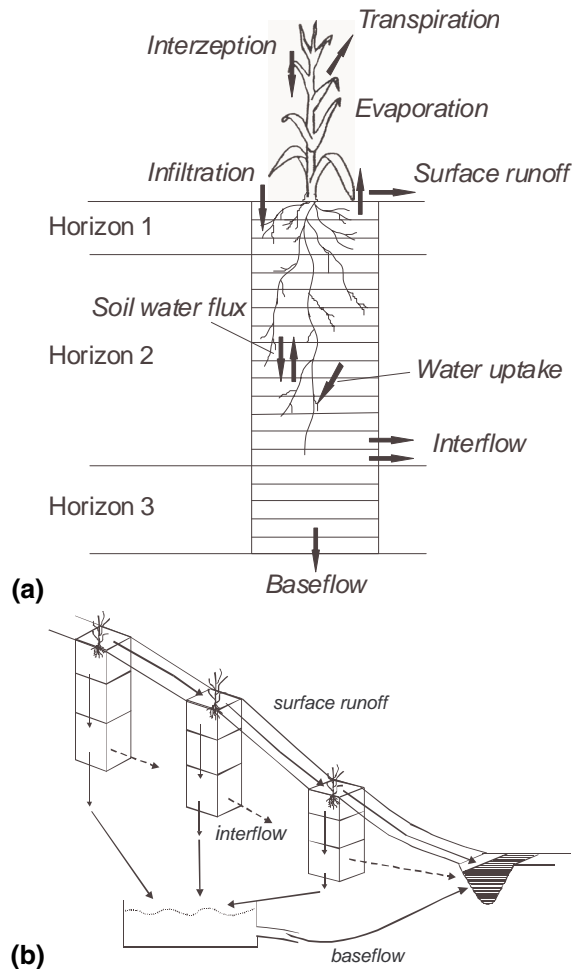 Transpiration
Interzeption
Evaporation
Infiltration
Surface runoff
Horizon 1
Soil water flux
Horizon 2
Water uptake
Interflow
Horizon 3
Baseflow
(a)
surface runoff
interflow
baseflow
(b)